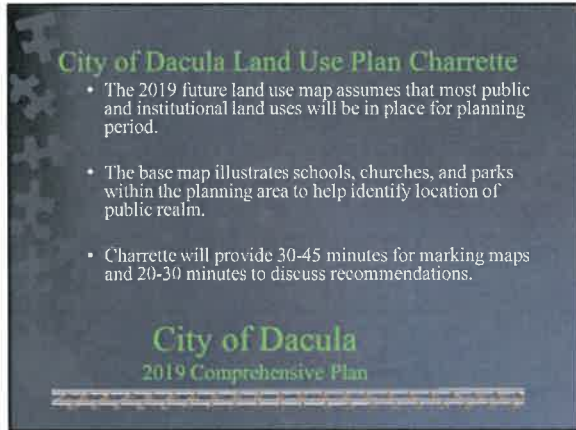 City of Dacula Land Use Plan Charrette
• The 2019 future land use map assumes that most public
and institutional land uses will be in place for planning
period.
• The base map illustrates schools, churches, and parks
within the planning area to help identify location of
public realm.
• Charrette will provide 30-45 minutes for marking maps
and 20-30 minutes to discuss recommendations.
City of Dacula
2019 Comprehensive Plan